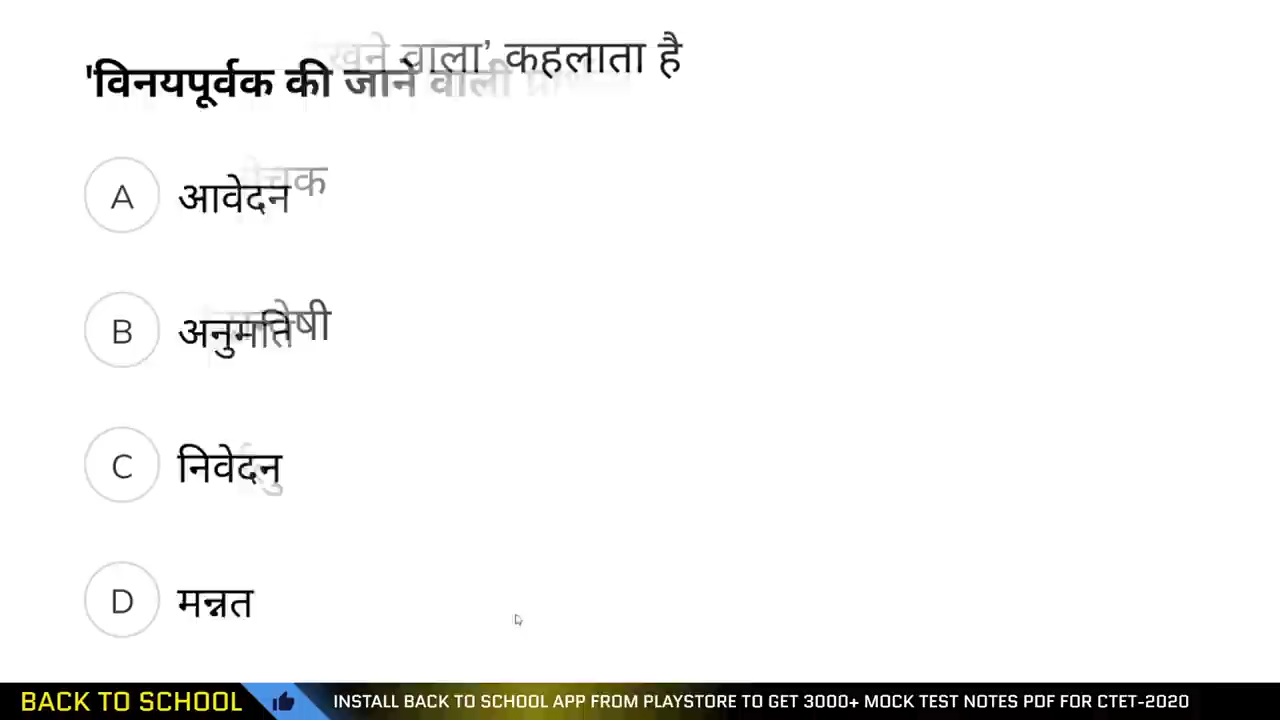 वाला’ कहलाता है
'विनयपूर्वक की जाने वाली
A आवेदन
B अनुमति
C निवेदन
D मन्नत
BACK TO SCHOOL INSTALL BACK TO SCHOOL APP FROM PLAYSTORE TO GET 3000+ MOCK TEST NOTES PDF FOR CTET-2020